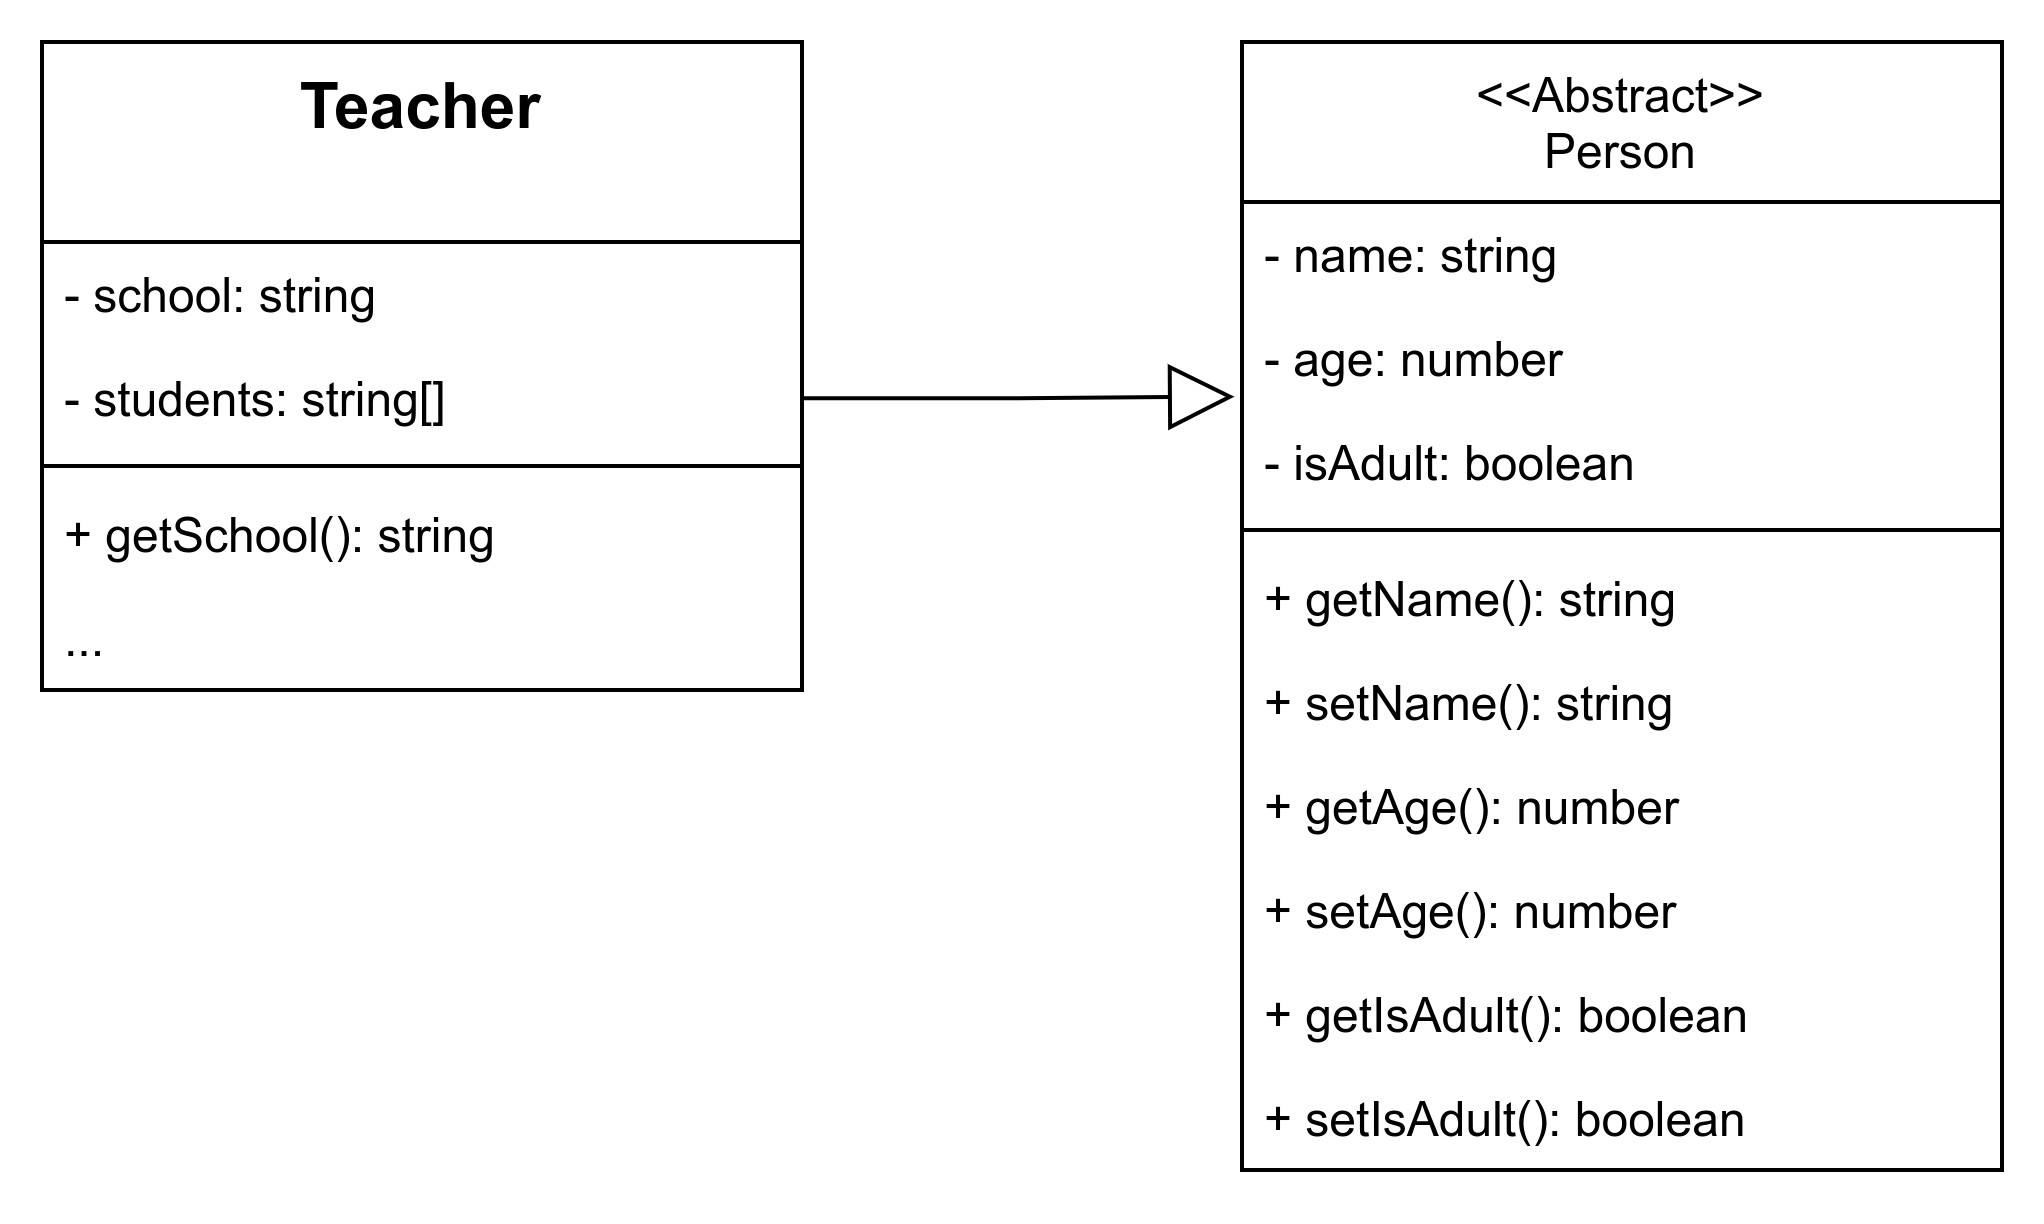 Teacher
- school: string
- students: string[]
+ getSchool(): string
...
<<Abstract>>
Person
- name: string
- age: number
- isAdult: boolean
+ getName(): string
+ setName(): string
+ getAge(): number
+ setAge(): number
+ getIsAdult(): boolean
+ setIsAdult(): boolean